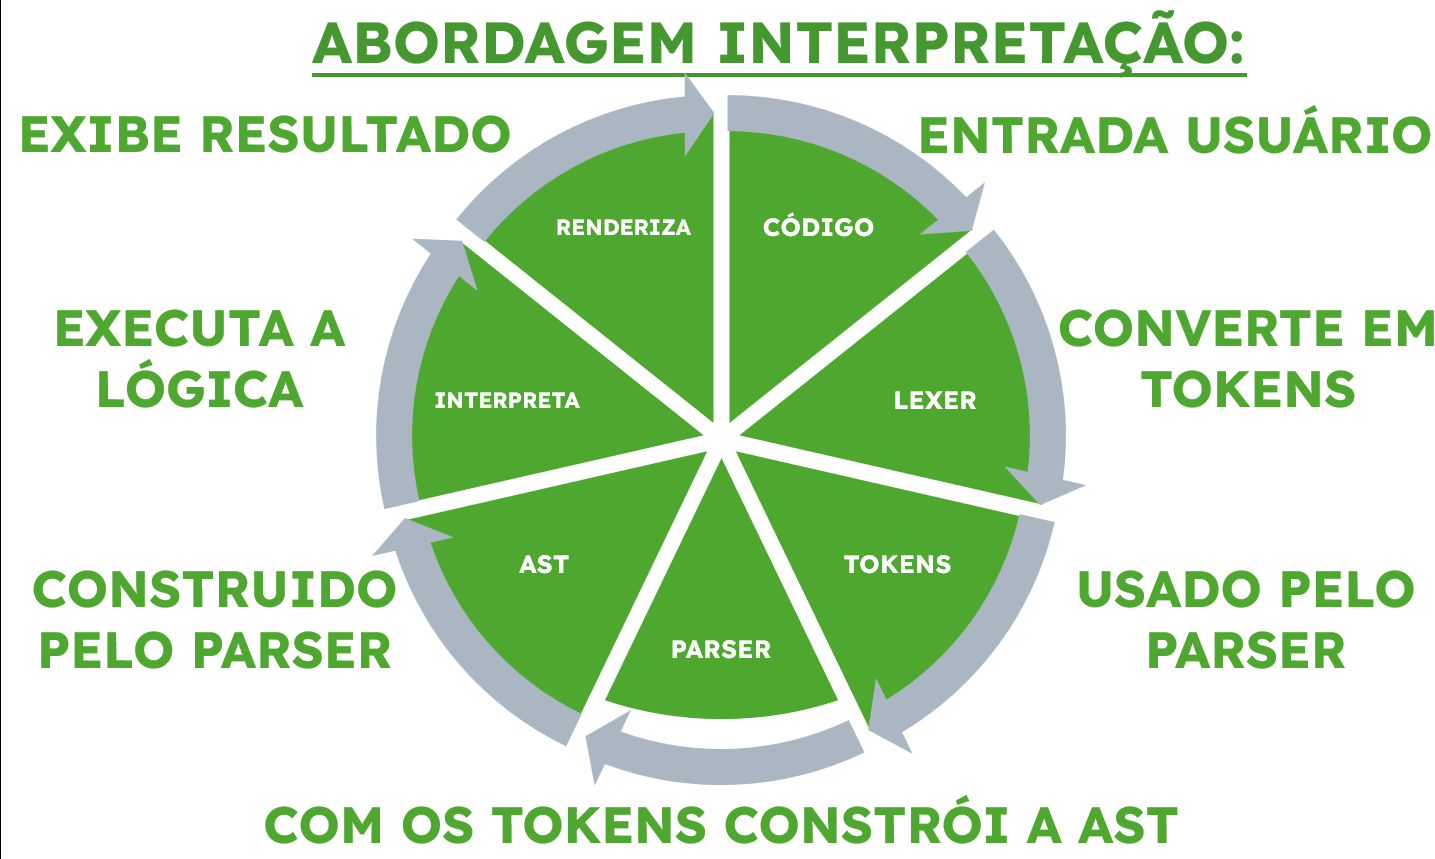 ABORDAGEM INTERPRETAÇÃO:
EXIBE RESULTADO
ENTRADA USUÁRIO
RENDERIZA
CÓDIGO
EXECUTA A
LÓGICA
CONVERTE EM
TOKENS
INTERPRETA
LEXER
AST
TOKENS
CONSTRUIDO
PELO PARSER
USADO PELO
PARSER
PARSER
COM OS TOKENS CONSTRÓI A AST